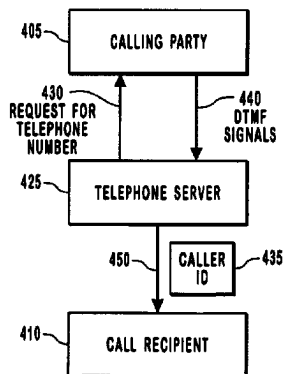 405
CALLING PARTY
430
REQUEST FOR
TELEPHONE
NUMBER
440
DTMF
SIGNALS
425
TELEPHONE SERVER
450
CALLER
ID
435
410
CALL RECIPIENT